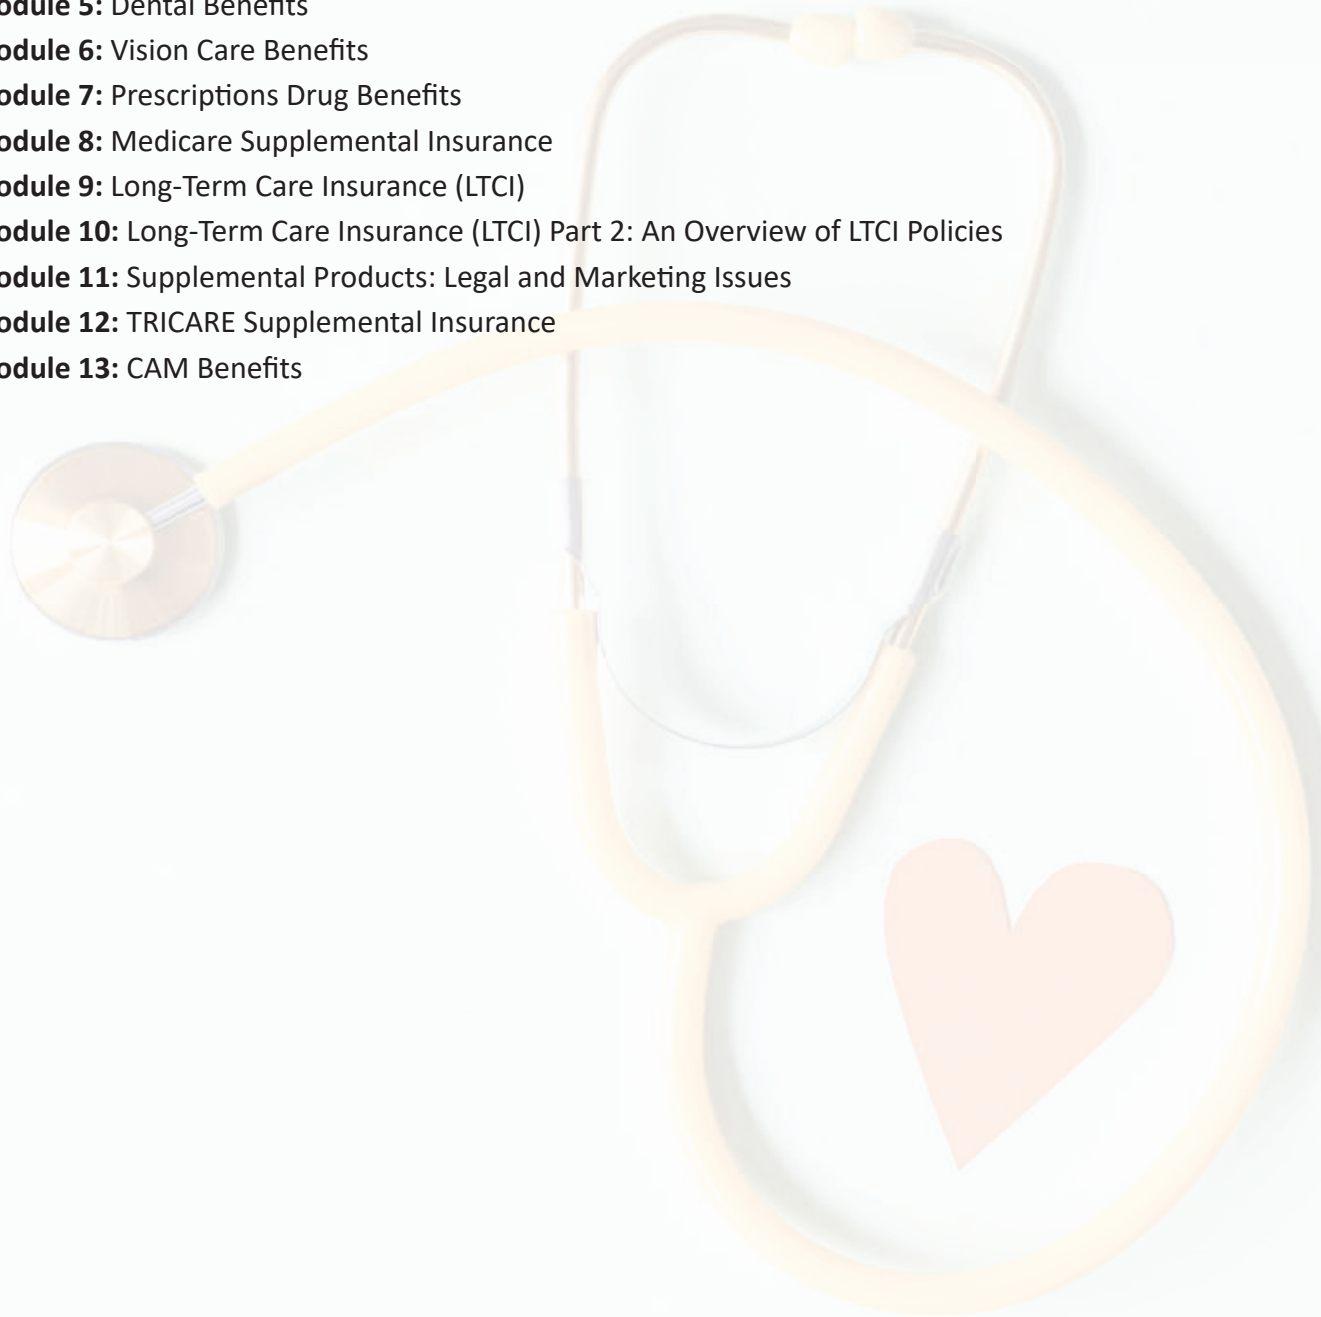 odule 5: Dental Benefits
odule 6: Vision Care Benefits
odule 7: Prescriptions Drug Benefits
odule 8: Medicare Supplemental Insurance
odule 9: Long-Term Care Insurance (LTCI)
odule 10: Long-Term Care Insurance (LTCI) Part 2: An Overview of LTCI Policies
odule 11: Supplemental Products: Legal and Marketing Issues
odule 12: TRICARE Supplemental Insurance
odule 13: CAM Benefits